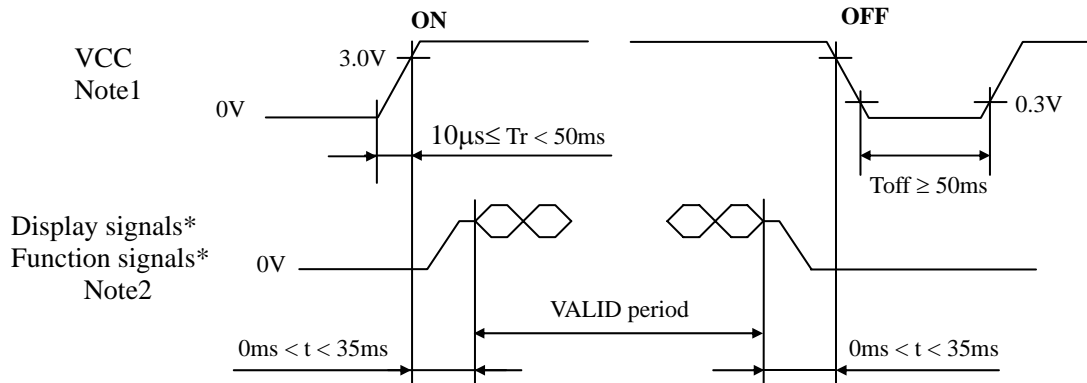 ON
OFF
VCC
Note1
3.0V
0V
0.3V
10μs≤ Tr < 50ms
Toff ≥ 50ms
Display signals*
Function signals*
Note2
0V
VALID period
0ms < t < 35ms
0ms < t < 35ms